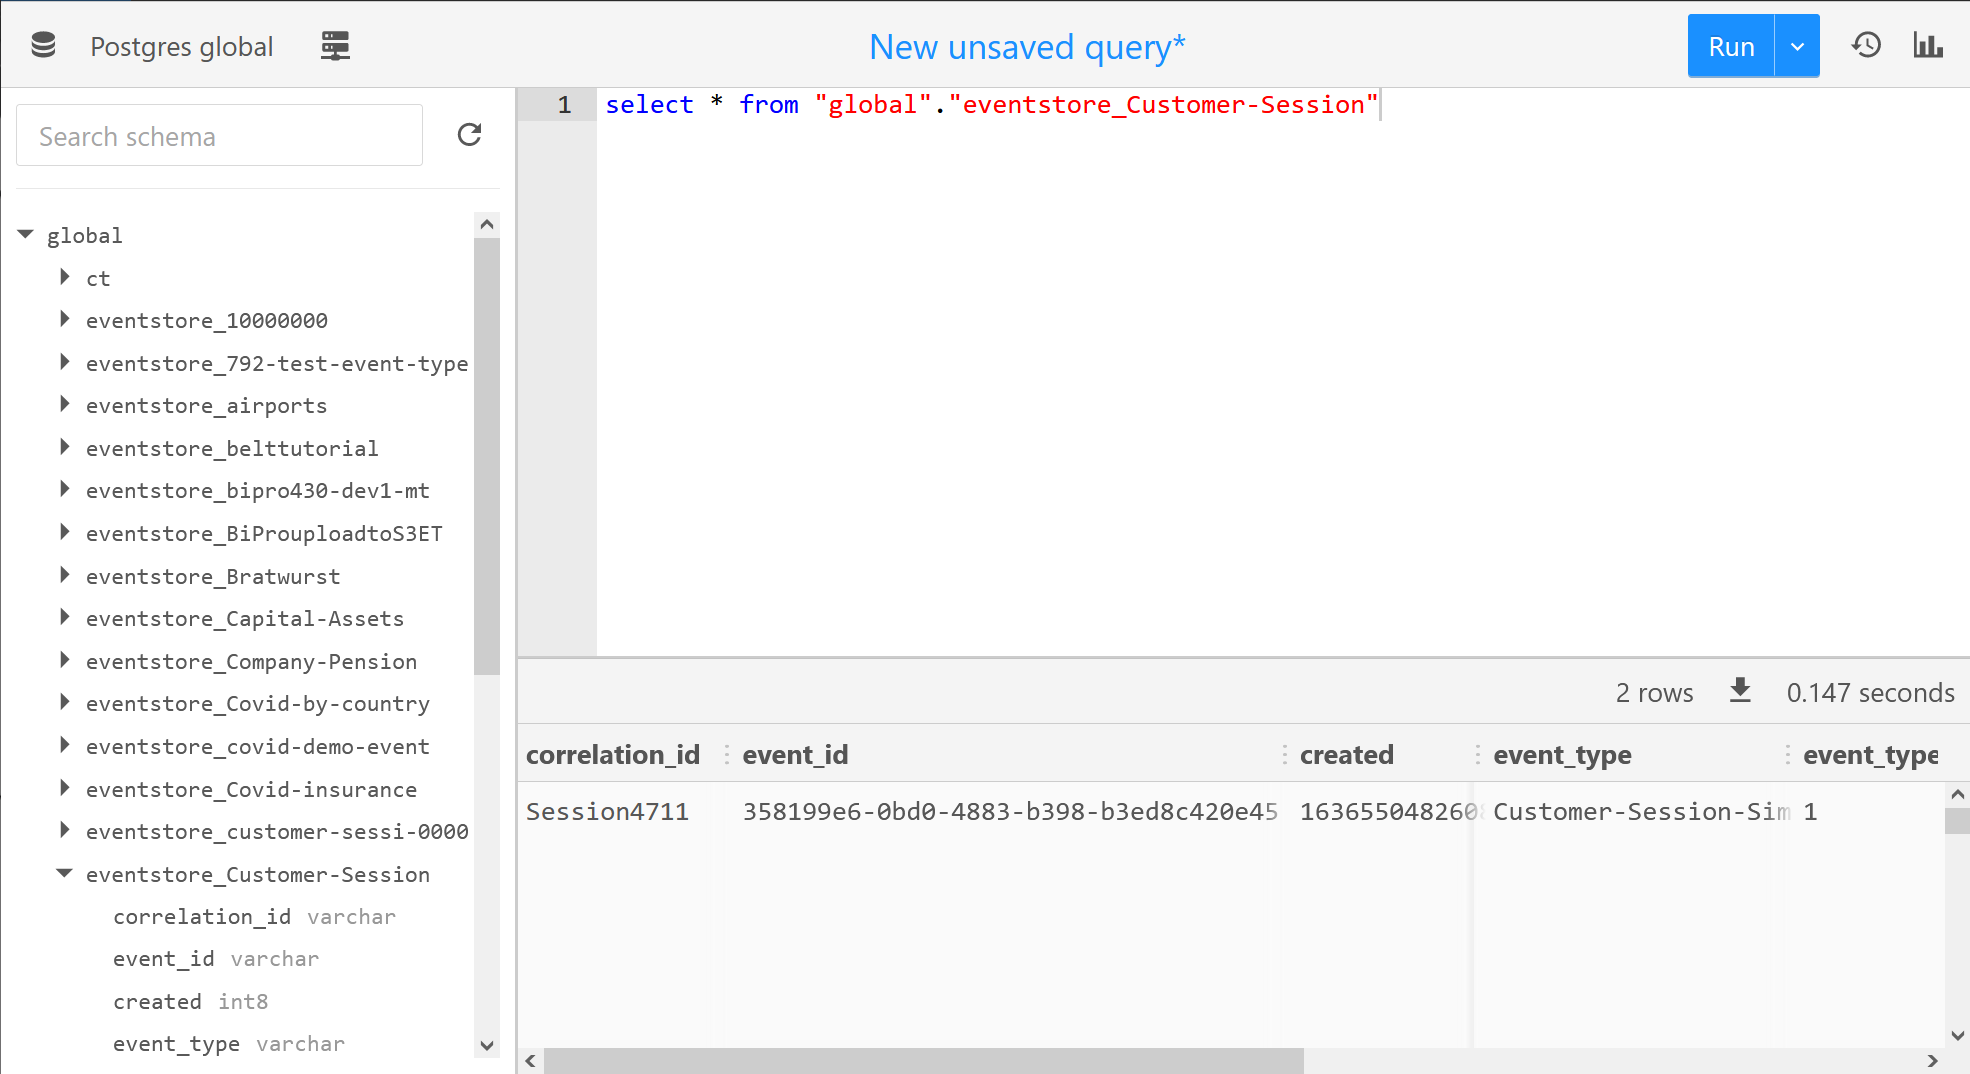 Postgres global
New unsaved query*
Run
Search schema
global
ct
eventstore_10000000
eventstore_792-test-event-type
eventstore_airports
eventstore_belttutorial
eventstore_bipro430-dev1-mt
eventstore_BiProuploadtoS3ET
eventstore_Bratwurst
eventstore_Capital-Assets
eventstore_Company-Pension
eventstore_Covid-by-country
eventstore_covid-demo-event
eventstore_Covid-insurance
eventstore_customer-sessi-0000
eventstore_Customer-Session
correlation_id varchar
event_id varchar
created int8
event_type varchar
1 select * from "global"."eventstore_Customer-Session"
2 rows 0.147 seconds
correlation_id event_id created event_type event_type
Session4711 358199e6-0bd0-4883-b398-b3ed8c420e45 163655048260 Customer-Session-Sim 1